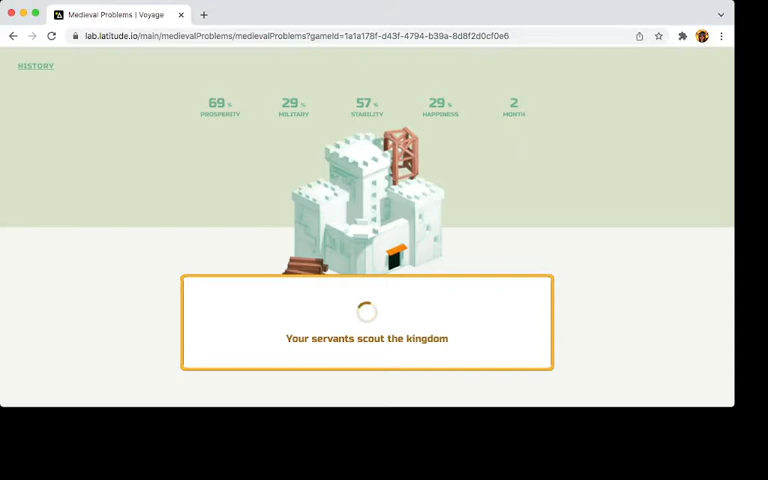 Medieval Problems | Voyage
lab.latitude.io/main/medievalProblems/medievalProblems?gameId=1a1a178f-d43f-4794-b39a-8d8f2d0cf0e6
HISTORY
69 % 29 % 57 % 29 % 2
PROSPERITY MILITARY STABILITY HAPPINESS MONTH
Your servants scout the kingdom